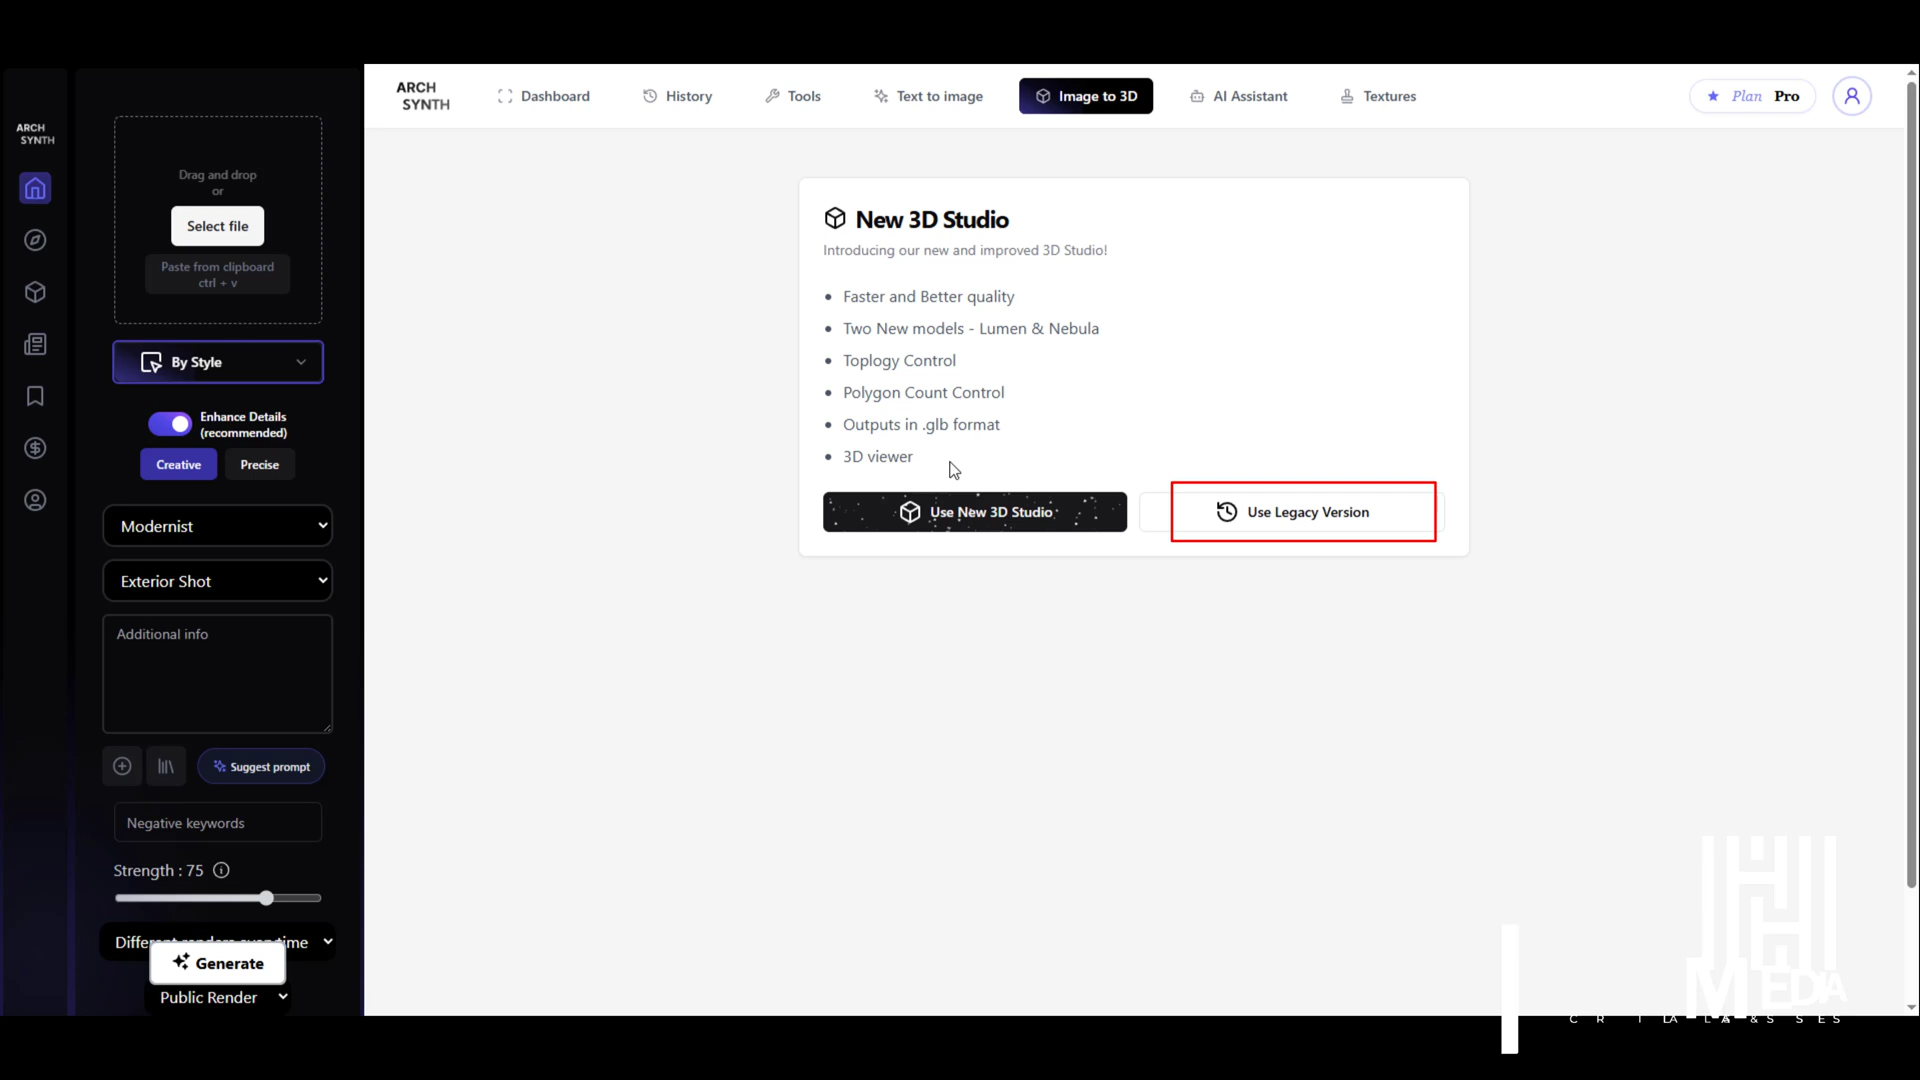 ARCH
SYNTH
Dashboard
History
Tools
Text to image
Image to 3D
AI Assistant
Textures
Plan Pro
ARCH
SYNTH
Drag and drop
or
Select file
Paste from clipboard
ctrl + v
By Style
Enhance Details
(recommended)
Creative
Precise
Modernist
Exterior Shot
Additional info
Suggest prompt
Negative keywords
Strength : 75
Generate
Public Render
New 3D Studio
Introducing our new and improved 3D Studio!
Faster and Better quality
Two New models - Lumen & Nebula
Toplogy Control
Polygon Count Control
Outputs in .glb format
3D viewer
Use New 3D Studio
Use Legacy Version